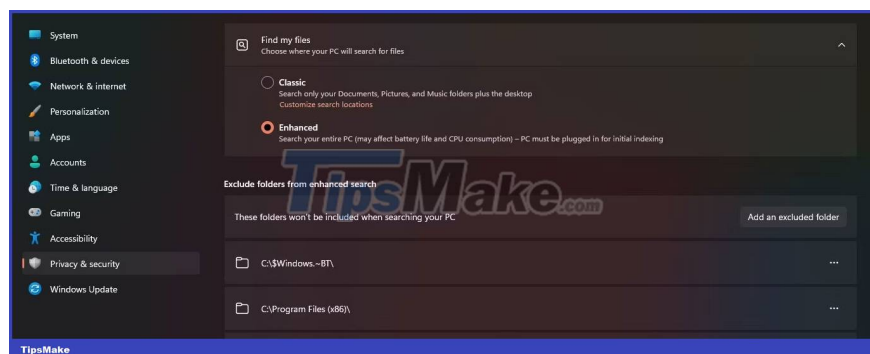 System
Bluetooth & devices
Network & internet
Personalization
Apps
Accounts
Time & language
Gaming
Accessibility
Privacy & security
Windows Update
Find my files
Choose where your PC will search for files
Classic
Search only your Documents, Pictures, and Music folders plus the desktop
Customize search locations
Enhanced
Search your entire PC (may affect battery life and CPU consumption) – PC must be plugged in for initial indexing
TipsMake.com
Exclude folders from enhanced search
These folders won't be included when searching your PC
Add an excluded folder
C:\$Windows.~BT\
C:\Program Files (x86)\
TipsMake